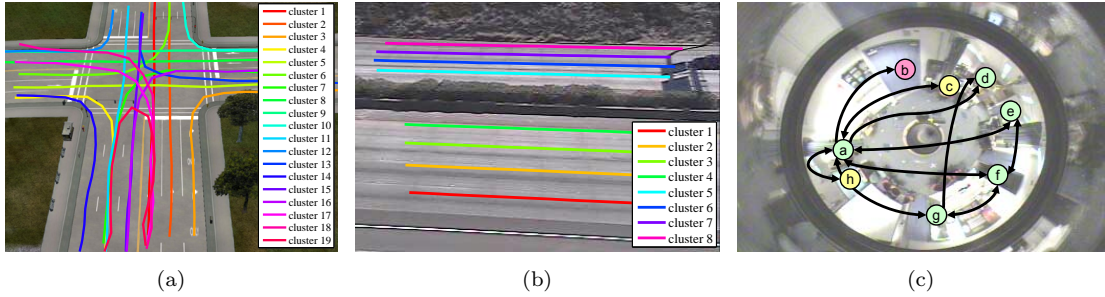 cluster 1
cluster 2
cluster 3
cluster 4
cluster 5
cluster 6
cluster 7
cluster 8
cluster 9
cluster 10
cluster 11
cluster 12
cluster 13
cluster 14
cluster 15
cluster 16
cluster 17
cluster 18
cluster 19
cluster 1
cluster 2
cluster 3
cluster 4
cluster 5
cluster 6
cluster 7
cluster 8
b
c
d
e
a
h
f
g
(a)
(b)
(c)